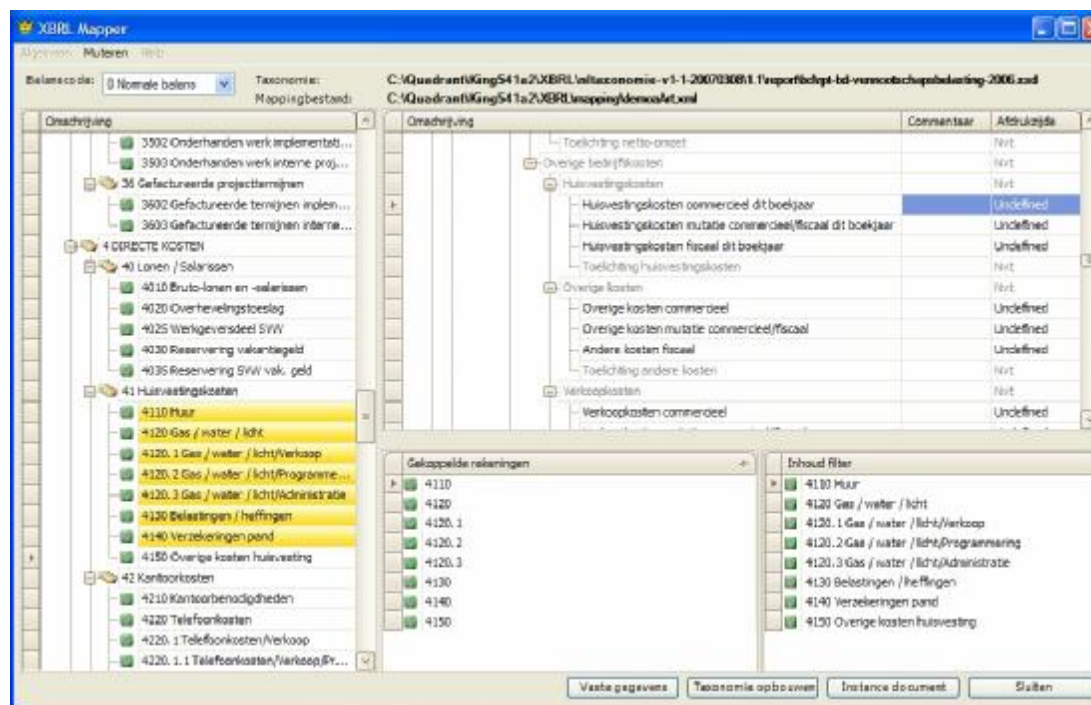 XBRL Mapper
Algemeen Muteren Help
Balanscode: 0 Normale balans
Taxonomie: C:\Quadrant\King541a2\XBRL\nltaxonomie-v1-1-20070308\1.1\report\bd\rpt-bd-vennootschapsbelasting-2006.xsd
Mappingbestand: C:\Quadrant\King541a2\XBRL\mapping\demoaArt.xml
Omschrijving
3502 Onderhanden werk implementati...
3503 Onderhanden werk interne proj...
36 Gefactureerde projecttermijnen
3602 Gefactureerde termijnen implem...
3603 Gefactureerde termijnen interne...
4 DIRECTE KOSTEN
40 Lonen / Salarissen
4010 Bruto-lonen en -salarissen
4020 Overhevelingstoeslag
4025 Werkgeversdeel SVW
4030 Reservering vakantiegeld
4035 Reservering SVW vak. geld
41 Huisvestingskosten
4110 Huur
4120 Gas / water / licht
4120. 1 Gas / water / licht/Verkoop
4120. 2 Gas / water / licht/Programme...
4120. 3 Gas / water / licht/Administratie
4130 Belastingen / heffingen
4140 Verzekeringen pand
4150 Overige kosten huisvesting
42 Kantoorkosten
4210 Kantoorbenodigdheden
4220 Telefoonkosten
4220. 1 Telefoonkosten/Verkoop
4220. 1. 1 Telefoonkosten/Verkoop/Pr...
Omschrijving Commentaar Afdrukzijde
Toelichting netto-omzet Nvt
Overige bedrijfskosten Nvt
Huisvestingskosten Nvt
Huisvestingskosten commercieel dit boekjaar Undefined
Huisvestingskosten mutatie commercieel/fiscaal dit boekjaar Undefined
Huisvestingskosten fiscaal dit boekjaar Undefined
Toelichting huisvestingskosten Nvt
Overige kosten Nvt
Overige kosten commercieel Undefined
Overige kosten mutatie commercieel/fiscaal Undefined
Andere kosten fiscaal Undefined
Toelichting andere kosten Nvt
Verkoopkosten Nvt
Verkoopkosten commercieel Undefined
Gekoppelde rekeningen
4110
4120
4120. 1
4120. 2
4120. 3
4130
4140
4150
Inhoud filter
4110 Huur
4120 Gas / water / licht
4120. 1 Gas / water / licht/Verkoop
4120. 2 Gas / water / licht/Programmering
4120. 3 Gas / water / licht/Administratie
4130 Belastingen / heffingen
4140 Verzekeringen pand
4150 Overige kosten huisvesting
Vaste gegevens Taxonomie opbouwen Instance document Sluiten